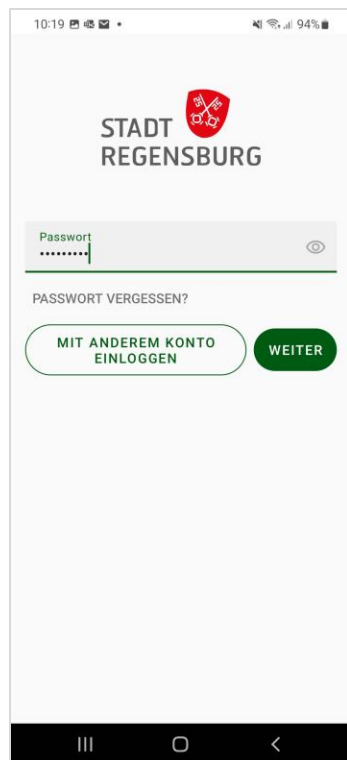 10:19
94%
STADT
REGENSBURG
Passwort
•••••••••
PASSWORT VERGESSEN?
MIT ANDEREM KONTO
EINLOGGEN
WEITER